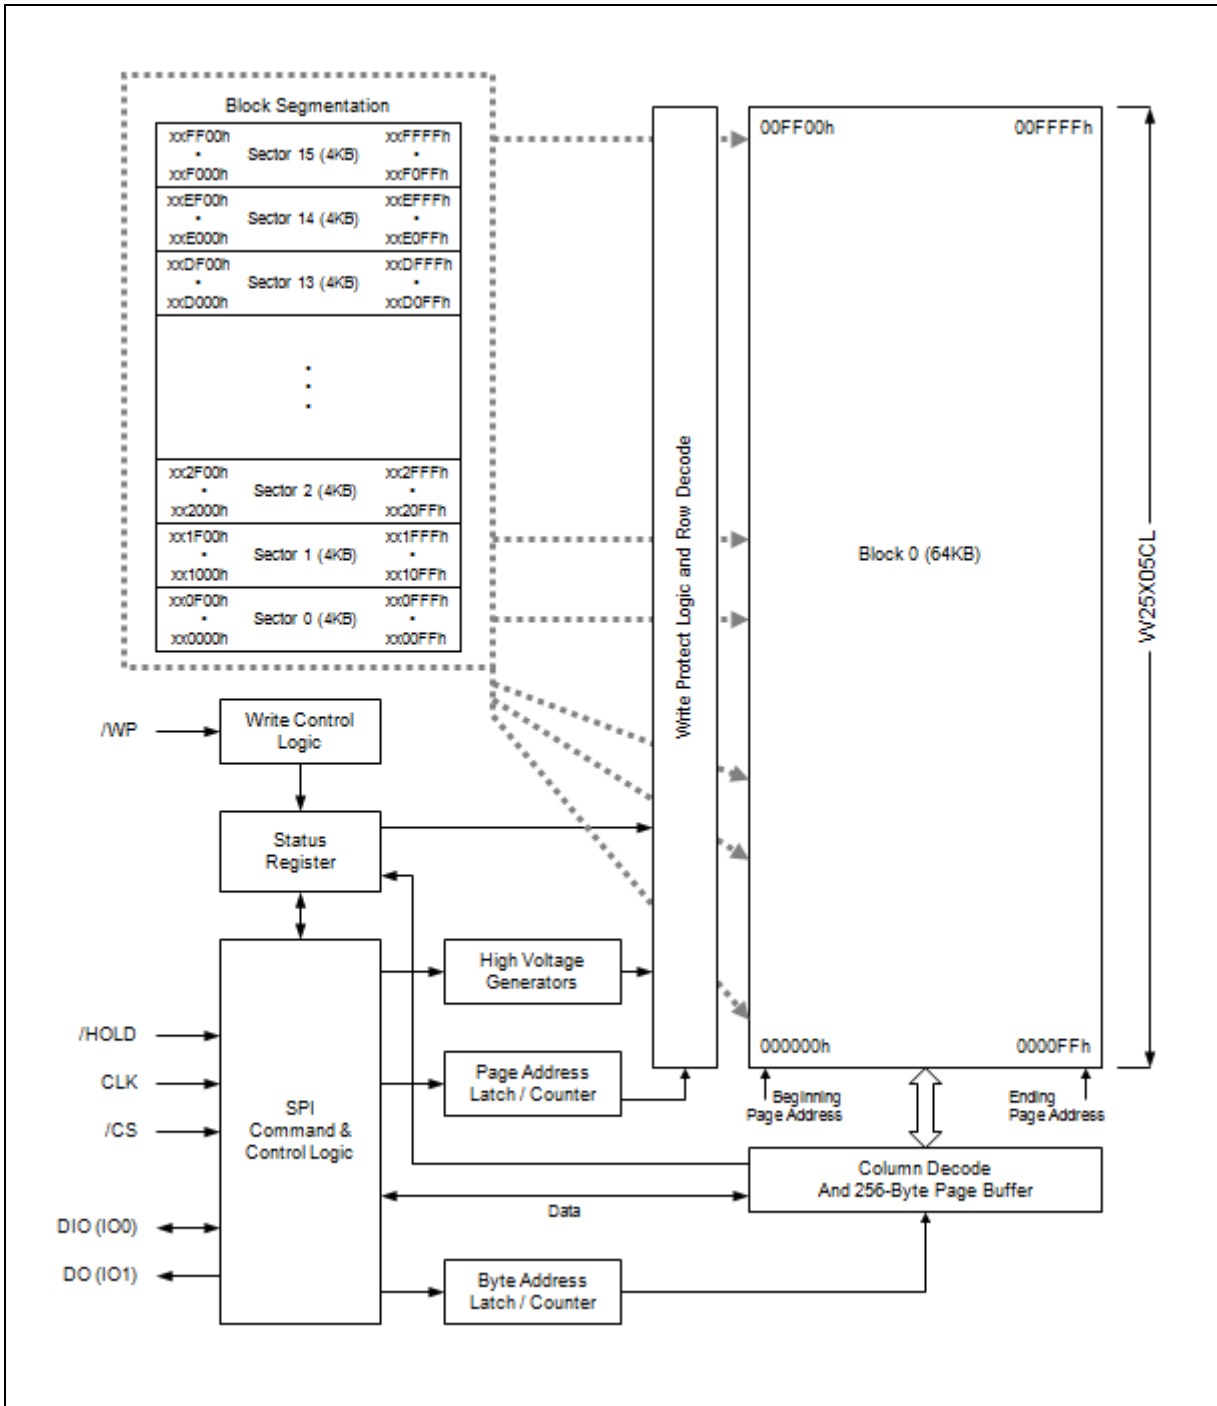 Block Segmentation
xxFF00h xxFFFFh
Sector 15 (4KB)
xxF000h xxF0FFh
xxEF00h xxEFFFh
Sector 14 (4KB)
xxE000h xxE0FFh
xxDF00h xxDFFFh
Sector 13 (4KB)
xxD000h xxD0FFh
xx2F00h xx2FFFh
Sector 2 (4KB)
xx2000h xx20FFh
xx1F00h xx1FFFh
Sector 1 (4KB)
xx1000h xx10FFh
xx0F00h xx0FFFh
Sector 0 (4KB)
xx0000h xx00FFh
Write Protect Logic and Row Decode
00FF00h 00FFFFh
Block 0 (64KB)
000000h 0000FFh
W25X05CL
Beginning
Page Address
Ending
Page Address
/WP
Write Control
Logic
Status
Register
High Voltage
Generators
/HOLD
CLK
/CS
DIO (IO0)
DO (IO1)
SPI
Command &
Control Logic
Page Address
Latch / Counter
Column Decode
And 256-Byte Page Buffer
Data
Byte Address
Latch / Counter